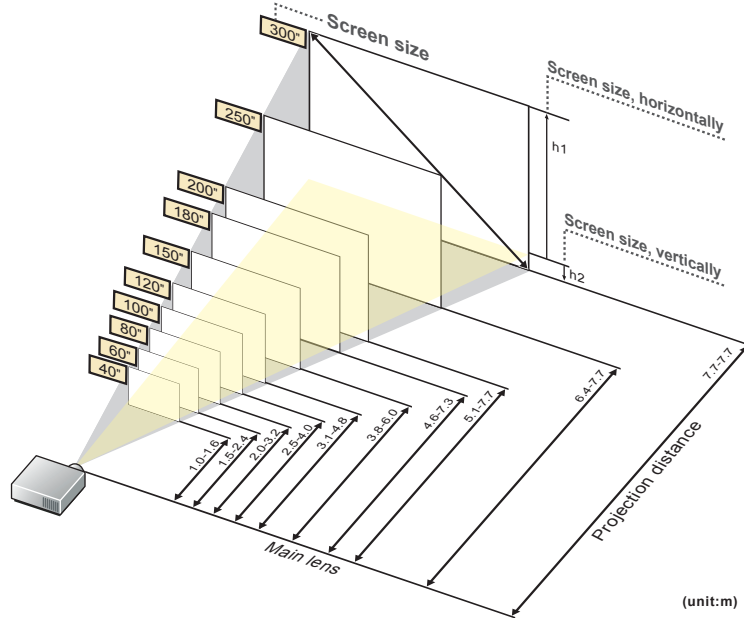 Screen size
300"
250"
200"
180"
150"
120"
100"
80"
60"
40"
Screen size, horizontally
h1
Screen size, vertically
h2
1.0-1.6
1.5-2.4
2.0-3.2
2.5-4.0
3.1-4.8
3.8-6.0
4.6-7.3
5.1-7.7
6.4-7.7
7.7-7.7
Projection distance
Main lens
(unit:m)